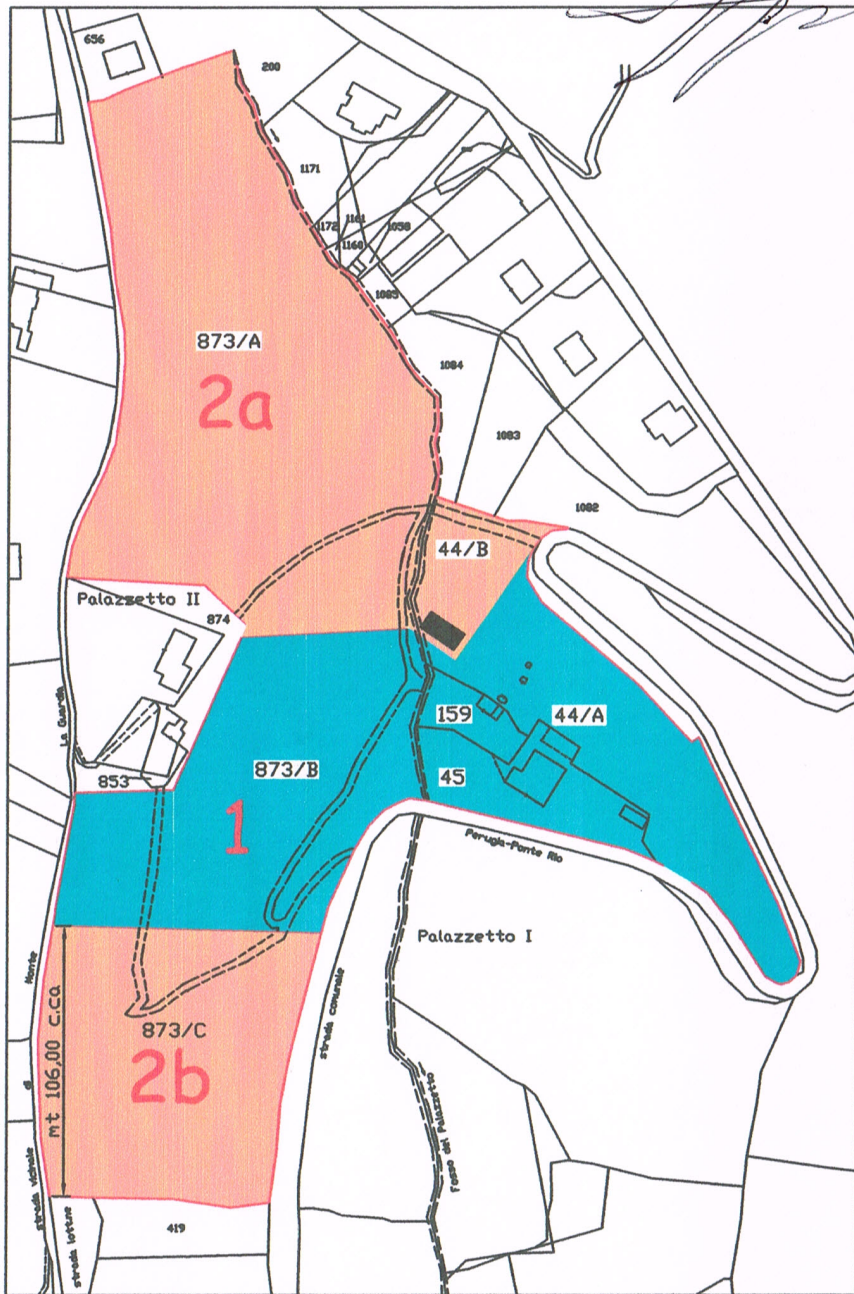 656
200
1171
1172
1161
1160
1058
1085
873/A
2a
1084
1083
1082
44/B
Palazzetto II
874
La Guardia
159
44/A
873/B
853
45
1
Perugia-Ponte Rio
Palazzetto I
Monte
di
strada vicinale
strada comunale
873/C
2b
mt 106,00 c.ca
Fosso del Palazzetto
419
strada lottne